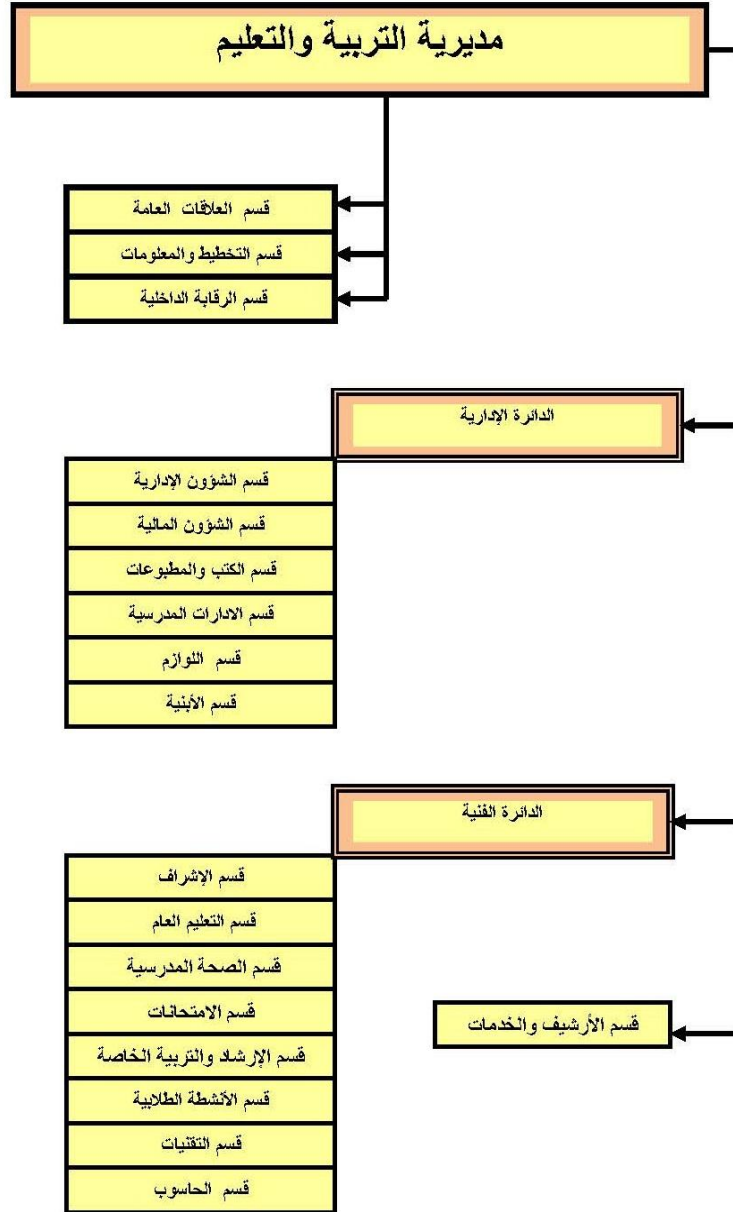 مديرية التربية والتعليم
قسم العلاقات العامة
قسم التخطيط والمعلومات
قسم الرقابة الداخلية
الدائرة الإدارية
قسم الشؤون الإدارية
قسم الشؤون المالية
قسم الكتب والمطبوعات
قسم الادارات المدرسية
قسم اللوازم
قسم الأبنية
الدائرة الفنية
قسم الإشراف
قسم التعليم العام
قسم الصحة المدرسية
قسم الامتحانات
قسم الإرشاد والتربية الخاصة
قسم الأنشطة الطلابية
قسم التقنيات
قسم الحاسوب
قسم الأرشيف والخدمات